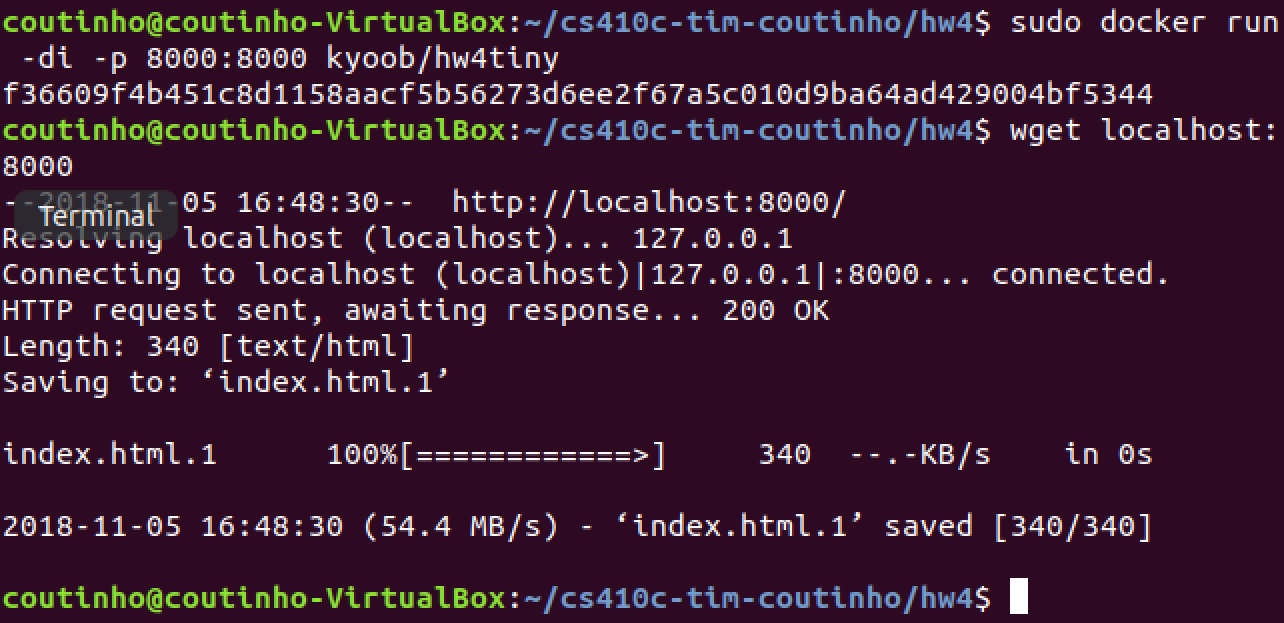 coutinho@coutinho-VirtualBox:~/cs410c-tim-coutinho/hw4$ sudo docker run
 -di -p 8000:8000 kyoob/hw4tiny
f36609f4b451c8d1158aacf5b56273d6ee2f67a5c010d9ba64ad429004bf5344
coutinho@coutinho-VirtualBox:~/cs410c-tim-coutinho/hw4$ wget localhost:
8000
--2018-11-05 16:48:30--  http://localhost:8000/
Terminal
Resolving localhost (localhost)... 127.0.0.1
Connecting to localhost (localhost)|127.0.0.1|:8000... connected.
HTTP request sent, awaiting response... 200 OK
Length: 340 [text/html]
Saving to: ‘index.html.1’

index.html.1      100%[============>]     340  --.-KB/s    in 0s

2018-11-05 16:48:30 (54.4 MB/s) - ‘index.html.1’ saved [340/340]

coutinho@coutinho-VirtualBox:~/cs410c-tim-coutinho/hw4$